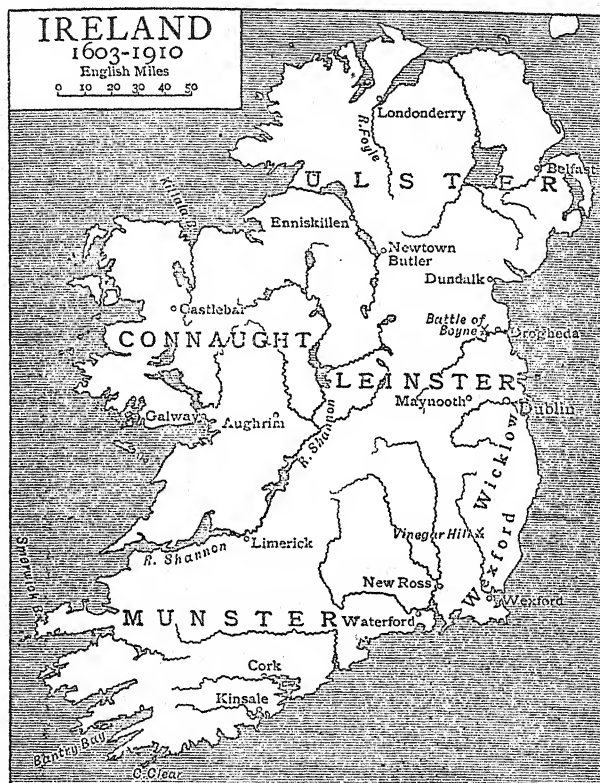 IRELAND
1603-1910
English Miles
0 10 20 30 40 50
Londonderry
R. Foyle
Belfast
ULSTER
Killala B.
Enniskillen
Newtown
Butler
Dundalk
Castlebar
Battle of
Boyne
Drogheda
CONNAUGHT
LEINSTER
Maynooth
Dublin
Galway
Aughrim
R. Shannon
Wicklow
Vinegar Hill
Limerick
R. Shannon
Smerwick B.
New Ross
Wexford
Wexford
MUNSTER
Waterford
Cork
Kinsale
Bantry Bay
C. Clear